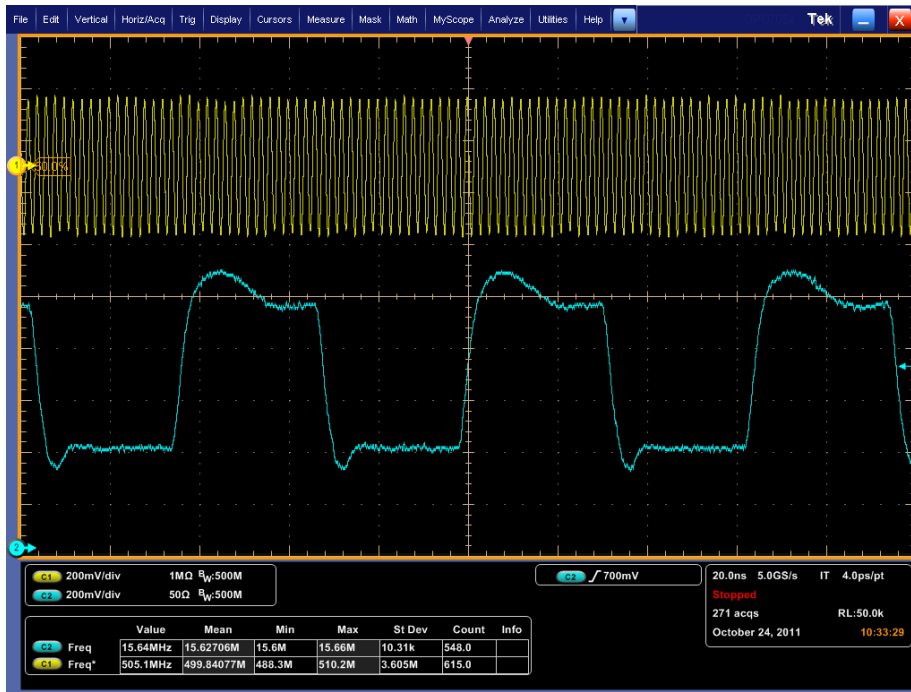 File Edit Vertical Horiz/Acq Trig Display Cursors Measure Mask Math MyScope Analyze Utilities Help Tek X
1 50.0%
2
C1 200mV/div 1MΩ BW:500M
C2 200mV/div 50Ω BW:500M
C2 700mV
20.0ns 5.0GS/s IT 4.0ps/pt
Stopped
271 acqs RL:50.0k
October 24, 2011 10:33:29
Value Mean Min Max St Dev Count Info
C2 Freq 15.64MHz 15.62706M 15.6M 15.66M 10.31k 548.0
C1 Freq* 505.1MHz 499.84077M 488.3M 510.2M 3.605M 615.0